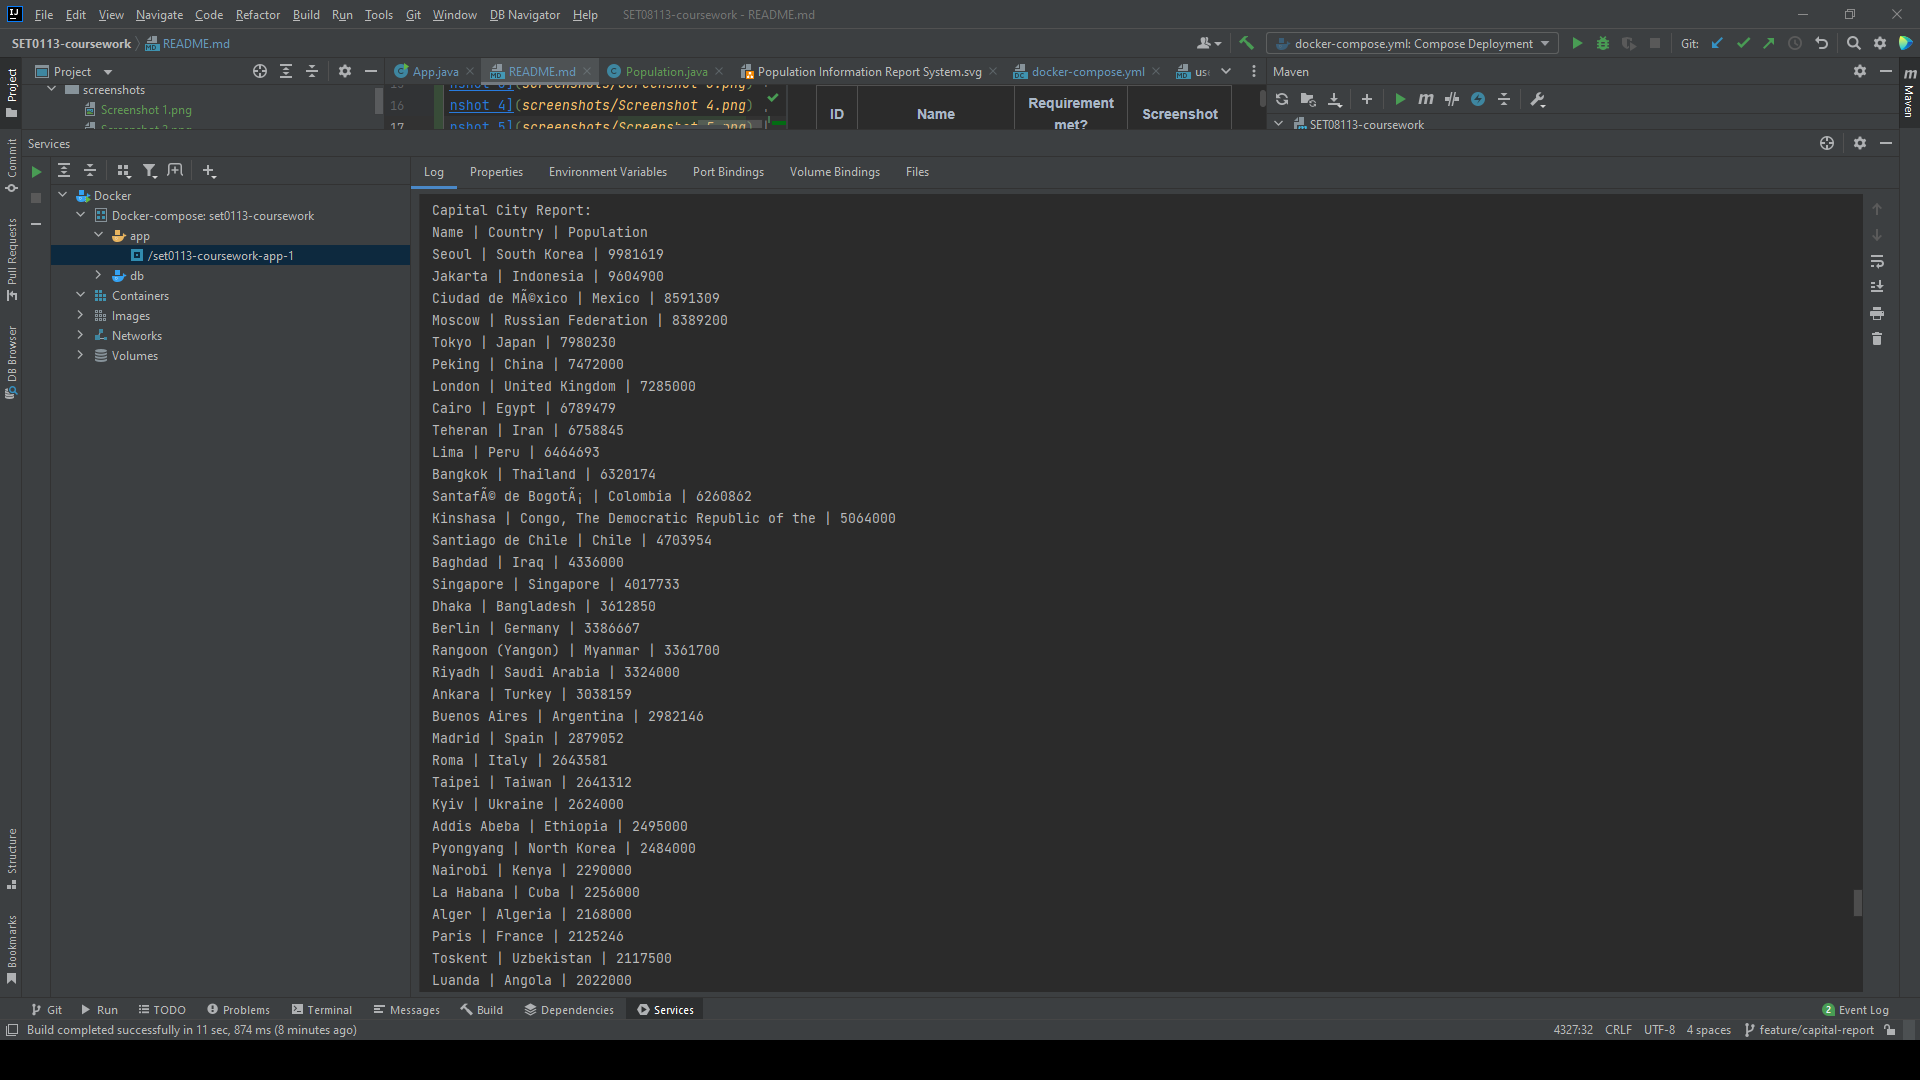 File Edit View Navigate Code Refactor Build Run Tools Git Window DB Navigator Help SET08113-coursework - README.md
SET0113-coursework README.md docker-compose.yml: Compose Deployment Git:
Project App.java README.md Population.java Population Information Report System.svg docker-compose.yml Maven
screenshots
Screenshot 1.png
16 nshot 4](screenshots/Screenshot 4.png)
17 nshot 5](screenshots/Screenshot 5.png)
ID Name Requirement met? Screenshot
SET08113-coursework
Services
Log Properties Environment Variables Port Bindings Volume Bindings Files
Docker
Docker-compose: set0113-coursework
app
/set0113-coursework-app-1
db
Containers
Images
Networks
Volumes
Capital City Report:
Name | Country | Population
Seoul | South Korea | 9981619
Jakarta | Indonesia | 9604900
Ciudad de MÃ©xico | Mexico | 8591309
Moscow | Russian Federation | 8389200
Tokyo | Japan | 7980230
Peking | China | 7472000
London | United Kingdom | 7285000
Cairo | Egypt | 6789479
Teheran | Iran | 6758845
Lima | Peru | 6464693
Bangkok | Thailand | 6320174
SantafÃ© de BogotÃ¡ | Colombia | 6260862
Kinshasa | Congo, The Democratic Republic of the | 5064000
Santiago de Chile | Chile | 4703954
Baghdad | Iraq | 4336000
Singapore | Singapore | 4017733
Dhaka | Bangladesh | 3612850
Berlin | Germany | 3386667
Rangoon (Yangon) | Myanmar | 3361700
Riyadh | Saudi Arabia | 3324000
Ankara | Turkey | 3038159
Buenos Aires | Argentina | 2982146
Madrid | Spain | 2879052
Roma | Italy | 2643581
Taipei | Taiwan | 2641312
Kyiv | Ukraine | 2624000
Addis Abeba | Ethiopia | 2495000
Pyongyang | North Korea | 2484000
Nairobi | Kenya | 2290000
La Habana | Cuba | 2256000
Alger | Algeria | 2168000
Paris | France | 2125246
Toskent | Uzbekistan | 2117500
Luanda | Angola | 2022000
Project
Commit
Pull Requests
DB Browser
Structure
Bookmarks
Maven
Git Run TODO Problems Terminal Messages Build Dependencies Services 2 Event Log
Build completed successfully in 11 sec, 874 ms (8 minutes ago) 4327:32 CRLF UTF-8 4 spaces feature/capital-report